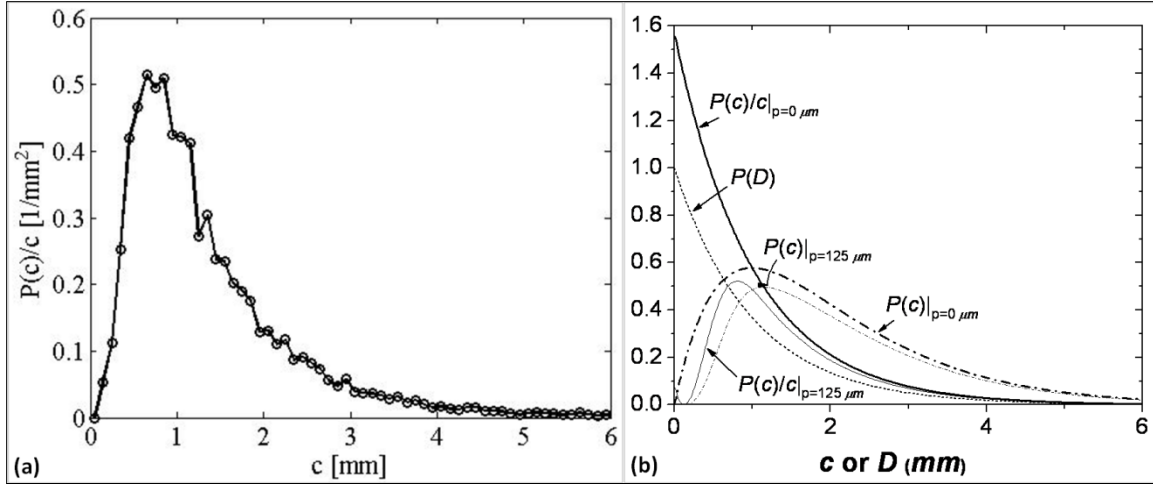 0.6
0.5
0.4
0.3
0.2
0.1
0
P(c)/c [1/mm²]
0 1 2 3 4 5 6
c [mm]
(a)
1.6
1.4
1.2
1.0
0.8
0.6
0.4
0.2
0.0
P(c)/c|p=0 μm
P(D)
P(c)|p=125 μm
P(c)|p=0 μm
P(c)/c|p=125 μm
0 2 4 6
c or D (mm)
(b)